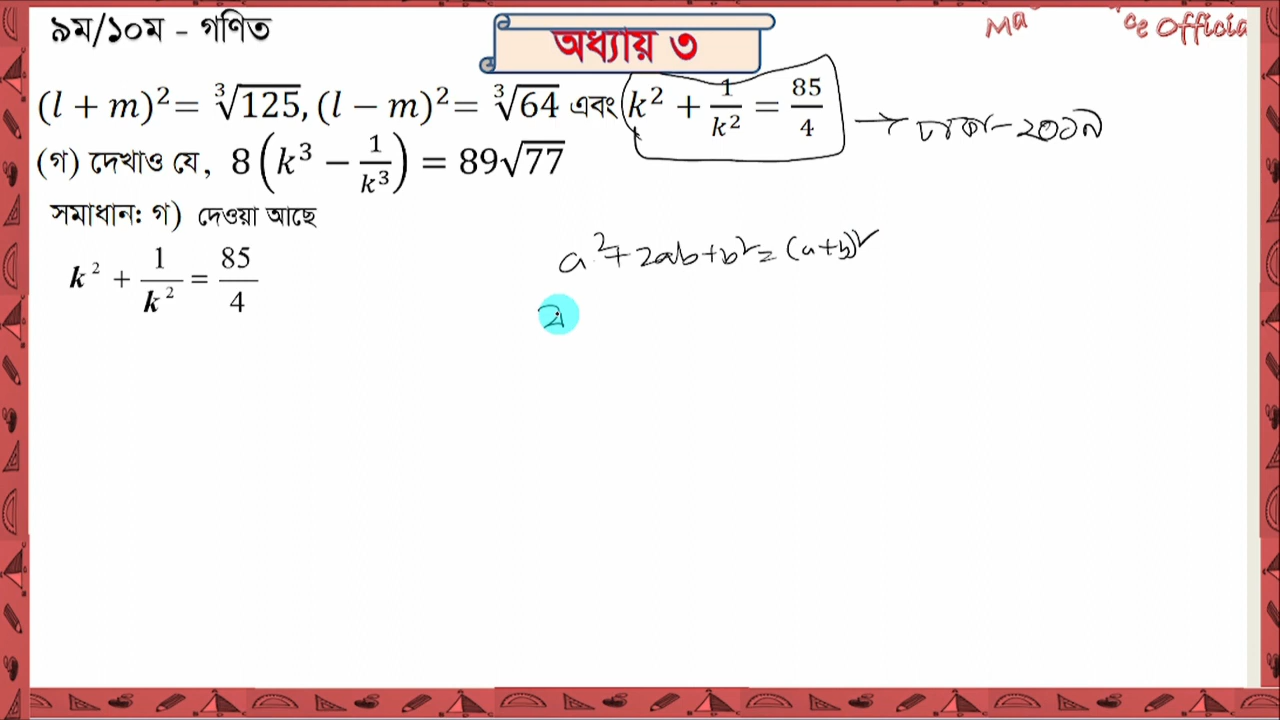 ৯ম/১০ম - গণিত
অধ্যায় ৩
(l + m)²= ∛125, (l − m)²= ∛64 এবং k² + 1/k² = 85/4 → ঢাকা-২০১৯
(গ) দেখাও যে, 8(k³ − 1/k³) = 89√77
সমাধান: গ) দেওয়া আছে
a²+2ab+b²=(a+b)²
k² + 1/k² = 85/4